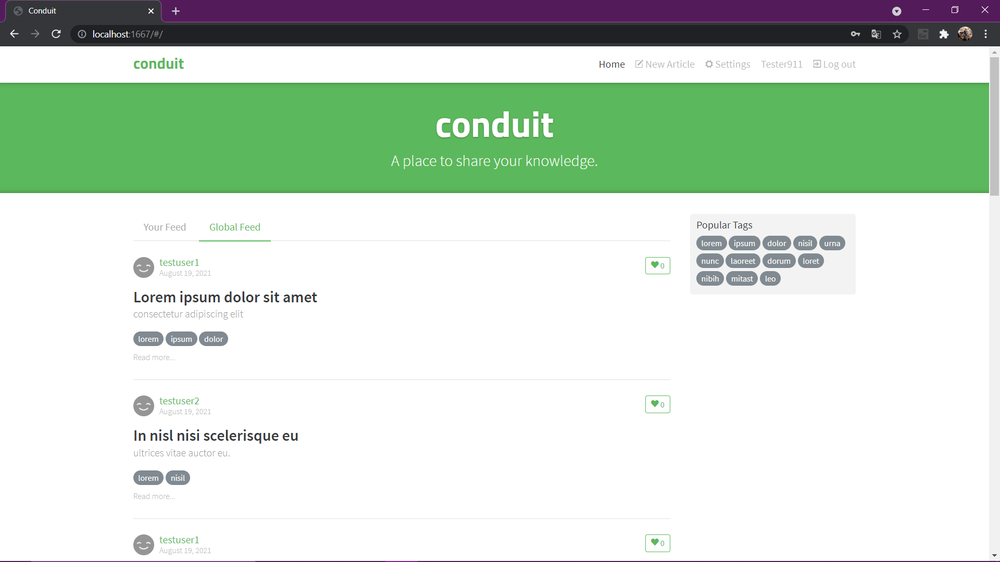 Conduit
localhost:1667/#/
conduit
Home New Article Settings Tester911 Log out
conduit
A place to share your knowledge.
Your Feed Global Feed
testuser1
August 19, 2021
0
Lorem ipsum dolor sit amet
consectetur adipiscing elit
lorem ipsum dolor
Read more...
testuser2
August 19, 2021
0
In nisl nisi scelerisque eu
ultrices vitae auctor eu.
lorem nisil
Read more...
testuser1
August 19, 2021
0
Popular Tags
lorem ipsum dolor nisil urna
nunc laoreet dorum loret
nibih mitast leo